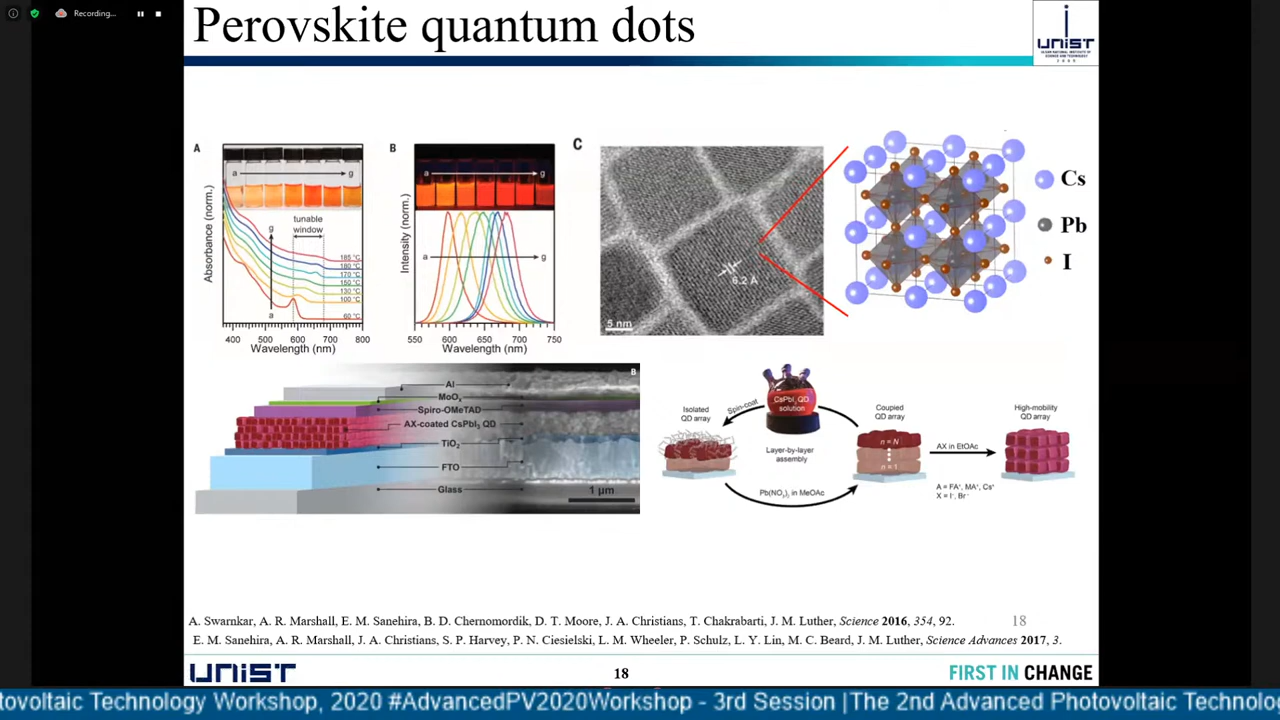 Recording...
Perovskite quantum dots
UNIST
A
a
g
Absorbance (norm.)
tunable
window
g
a
185 °C
180 °C
170 °C
150 °C
130 °C
100 °C
60 °C
400 500 600 700 800
Wavelength (nm)
B
a
g
Intensity (norm.)
a
g
550 600 650 700 750
Wavelength (nm)
C
6.2 Å
5 nm
Cs
Pb
I
B
Al
MoOₓ
Spiro-OMeTAD
AX-coated CsPbI₃ QD
TiO₂
FTO
Glass
1 μm
Isolated
QD array
Spin-coat
CsPbI₃ QD
solution
Layer-by-layer
assembly
Pb(NO₃)₂ in MeOAc
Coupled
QD array
n = N
n = 1
AX in EtOAc
A = FA⁺, MA⁺, Cs⁺
X = I⁻, Br⁻
High-mobility
QD array
A. Swarnkar, A. R. Marshall, E. M. Sanehira, B. D. Chernomordik, D. T. Moore, J. A. Christians, T. Chakrabarti, J. M. Luther, Science 2016, 354, 92.
18
E. M. Sanehira, A. R. Marshall, J. A. Christians, S. P. Harvey, P. N. Ciesielski, L. M. Wheeler, P. Schulz, L. Y. Lin, M. C. Beard, J. M. Luther, Science Advances 2017, 3.
UNIST
18
FIRST IN CHANGE
tovoltaic Technology Workshop, 2020 #AdvancedPV2020Workshop - 3rd Session |The 2nd Advanced Photovoltaic Technolo